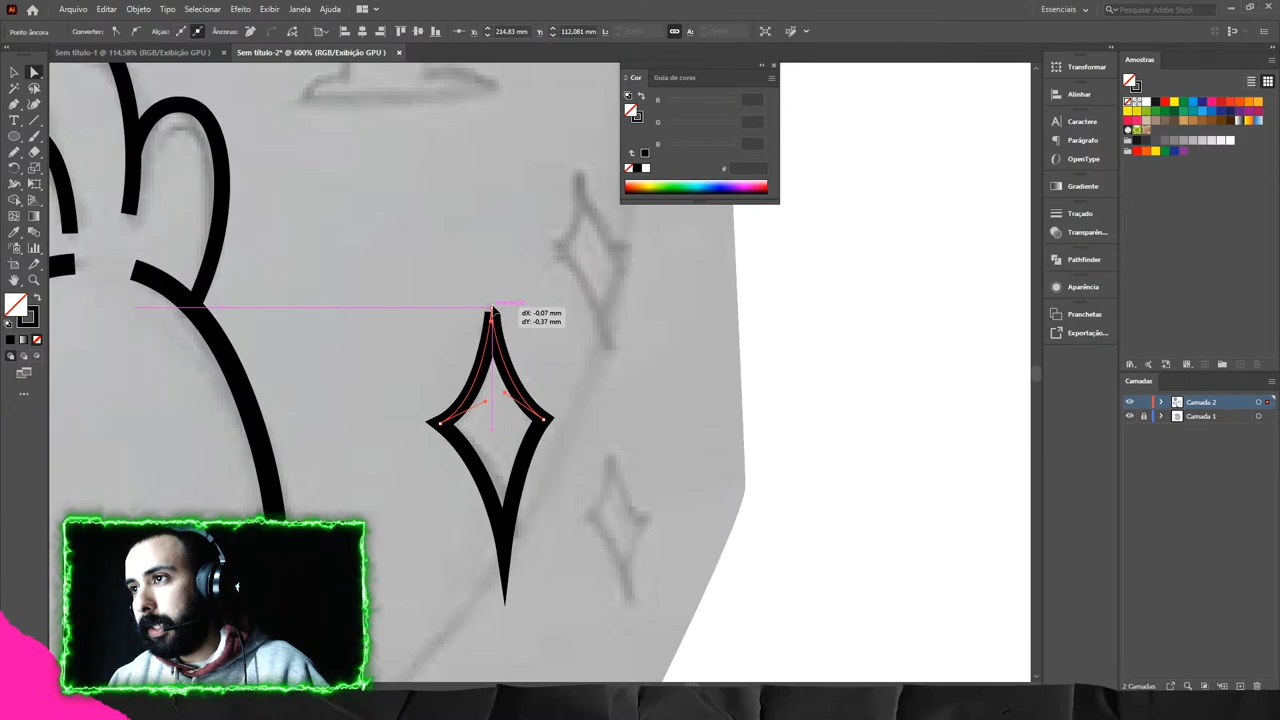 Arquivo Editar Objeto Tipo Selecionar Efeito Exibir Janela Ajuda Essenciais Pesquisar Adobe Stock
Ponto âncora Converter: Alças: Âncoras: X: 214,83 mm Y: 112,081 mm L: A:
Sem título-1 @ 114,58% (RGB/Exibição GPU ) × Sem título-2* @ 600% (RGB/Exibição GPU ) ×
Cor Guia de cores
R
G
B
#
dX: -0,07 mm
dY: -0,37 mm
Transformar
Alinhar
Caractere
Parágrafo
OpenType
Gradiente
Traçado
Transparên...
Pathfinder
Aparência
Pranchetas
Exportação...
Amostras
Camadas
Camada 2
Camada 1
2 Camadas